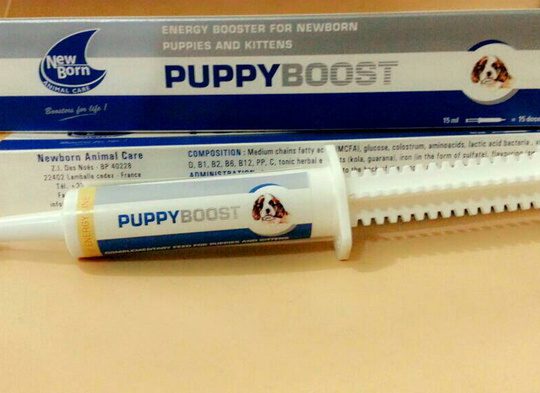 ENERGY BOOSTER FOR NEWBORN
PUPPIES AND KITTENS
New Born
ANIMAL CARE
PUPPYBOOST
Boosters for life !
15 ml = 15 dose
Newborn Animal Care
Z.I. Des Noës - BP 40228
22402 Lamballe cedex - France
Tél. +3
COMPOSITION : Medium chains fatty ac (MCFA), glucose, colostrum, aminoacids, lactic acid bacteria,
D, B1, B2, B6, B12, PP, C, tonic herbal e s (kola, guarana), iron (in the form of sulfate),
ADMINISTRATION
ENERGY
PUPPYBOOST
COMPLEMENTARY FEED FOR PUPPIES AND KITTENS